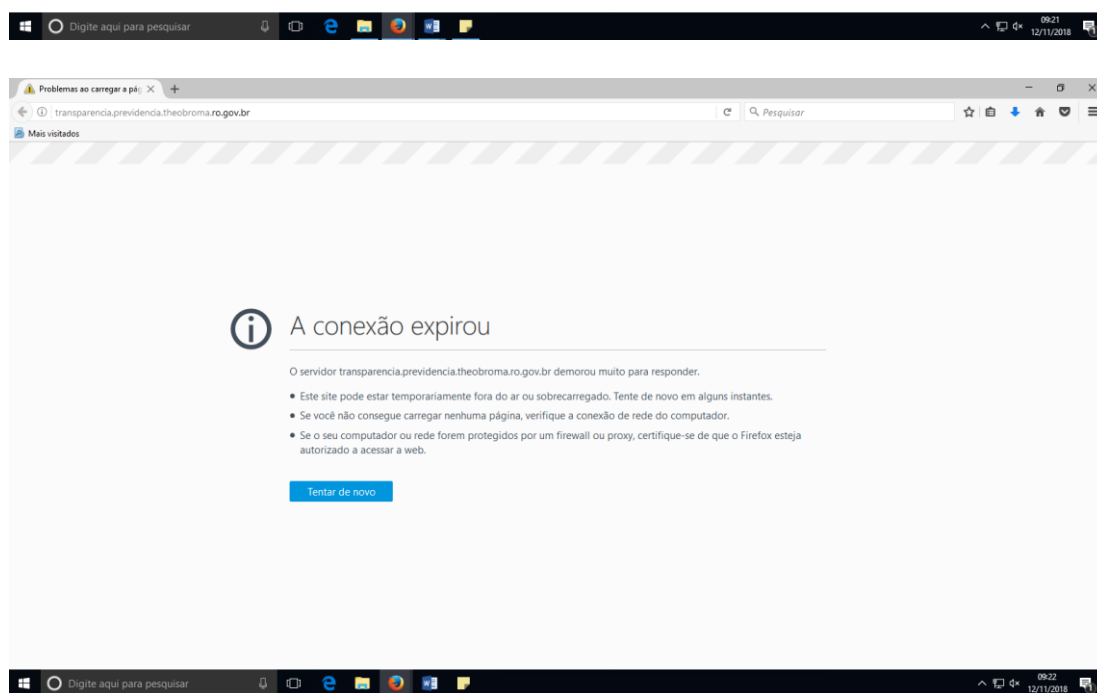 Digite aqui para pesquisar
09:21
12/11/2018
Problemas ao carregar a pág
transparencia.previdencia.theobroma.ro.gov.br
Pesquisar
Mais visitados
A conexão expirou
O servidor transparencia.previdencia.theobroma.ro.gov.br demorou muito para responder.
Este site pode estar temporariamente fora do ar ou sobrecarregado. Tente de novo em alguns instantes.
Se você não consegue carregar nenhuma página, verifique a conexão de rede do computador.
Se o seu computador ou rede forem protegidos por um firewall ou proxy, certifique-se de que o Firefox esteja
autorizado a acessar a web.
Tentar de novo
Digite aqui para pesquisar
09:22
12/11/2018